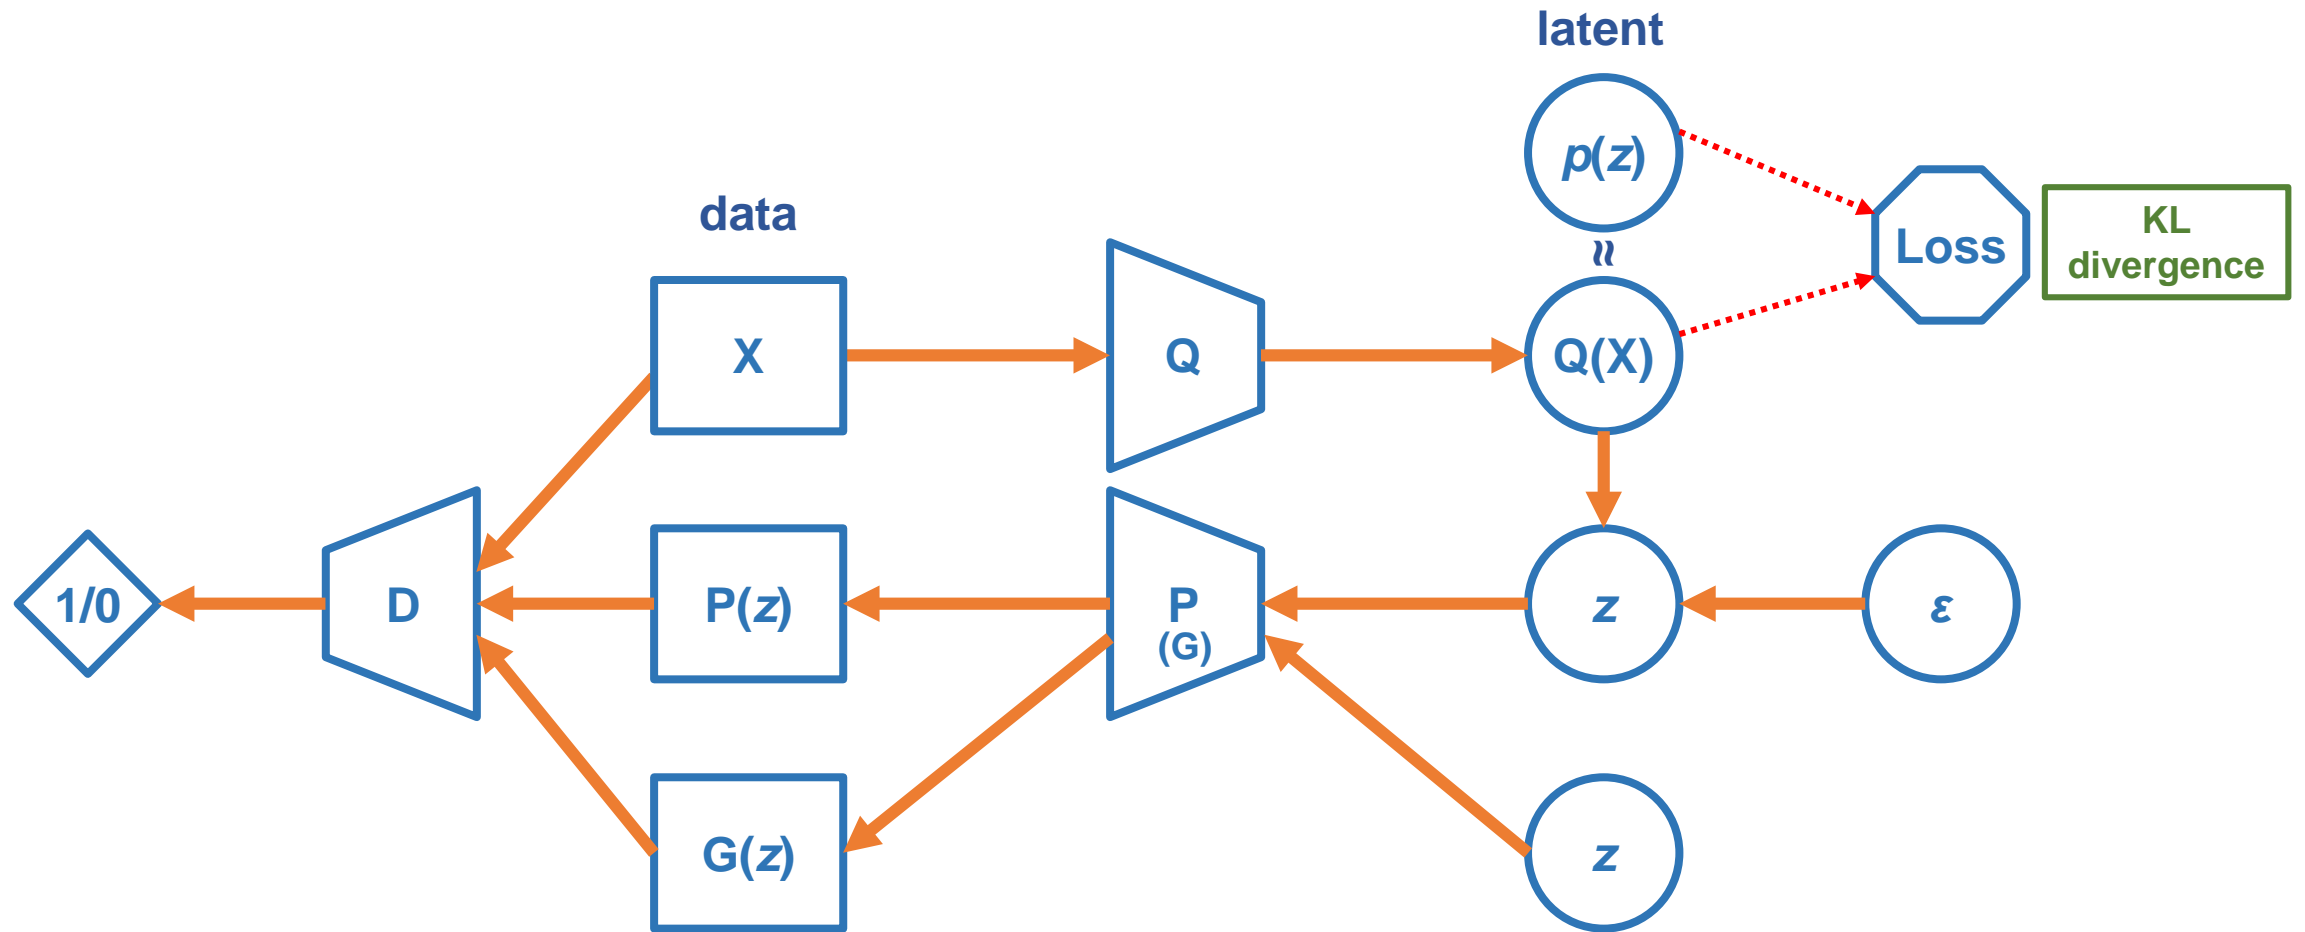 latent
p(z)
data
≈
Loss
KL
divergence
X
Q
Q(X)
1/0
D
P(z)
P
(G)
z
ε
G(z)
z